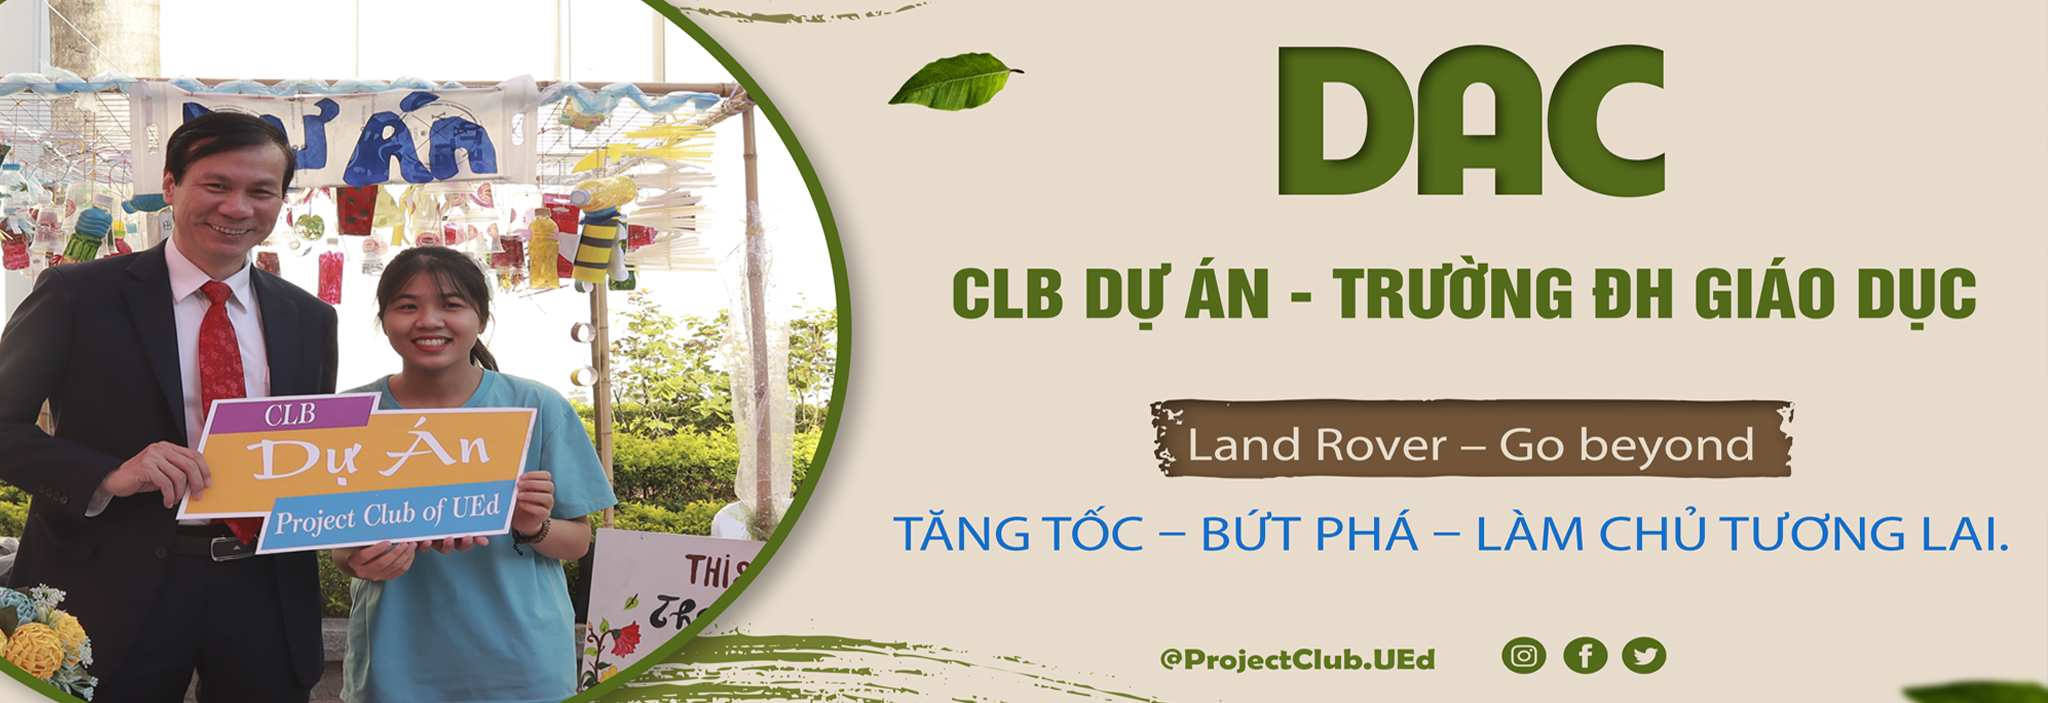 DỰ ÁN
CLB
Dự Án
Project Club of UEd
THIS
DAC
CLB DỰ ÁN - TRƯỜNG ĐH GIÁO DỤC
Land Rover – Go beyond
TĂNG TỐC – BỨT PHÁ – LÀM CHỦ TƯƠNG LAI.
@ProjectClub.UEd